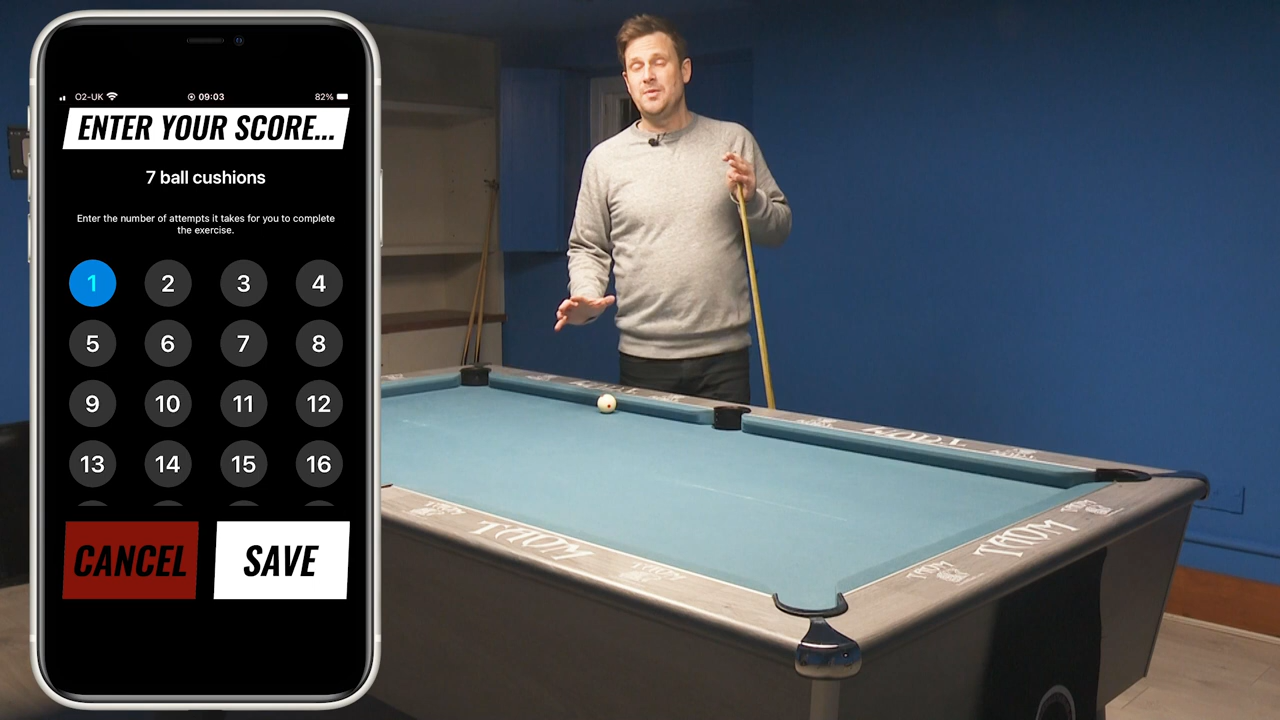 O2-UK
09:03
82%
ENTER YOUR SCORE...
7 ball cushions
Enter the number of attempts it takes for you to complete
the exercise.
1 2 3 4
5 6 7 8
9 10 11 12
13 14 15 16
CANCEL SAVE
TAOM
TAOM